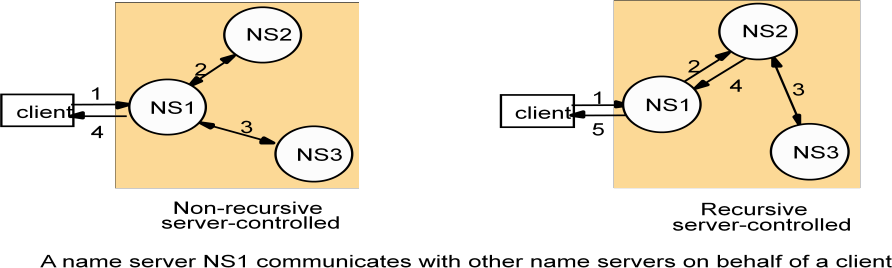 NS2
2
1
client
NS1
4
3
NS3
Non-recursive
server-controlled
NS2
2
4
1
client
NS1
3
5
NS3
Recursive
server-controlled
A name server NS1 communicates with other name servers on behalf of a client